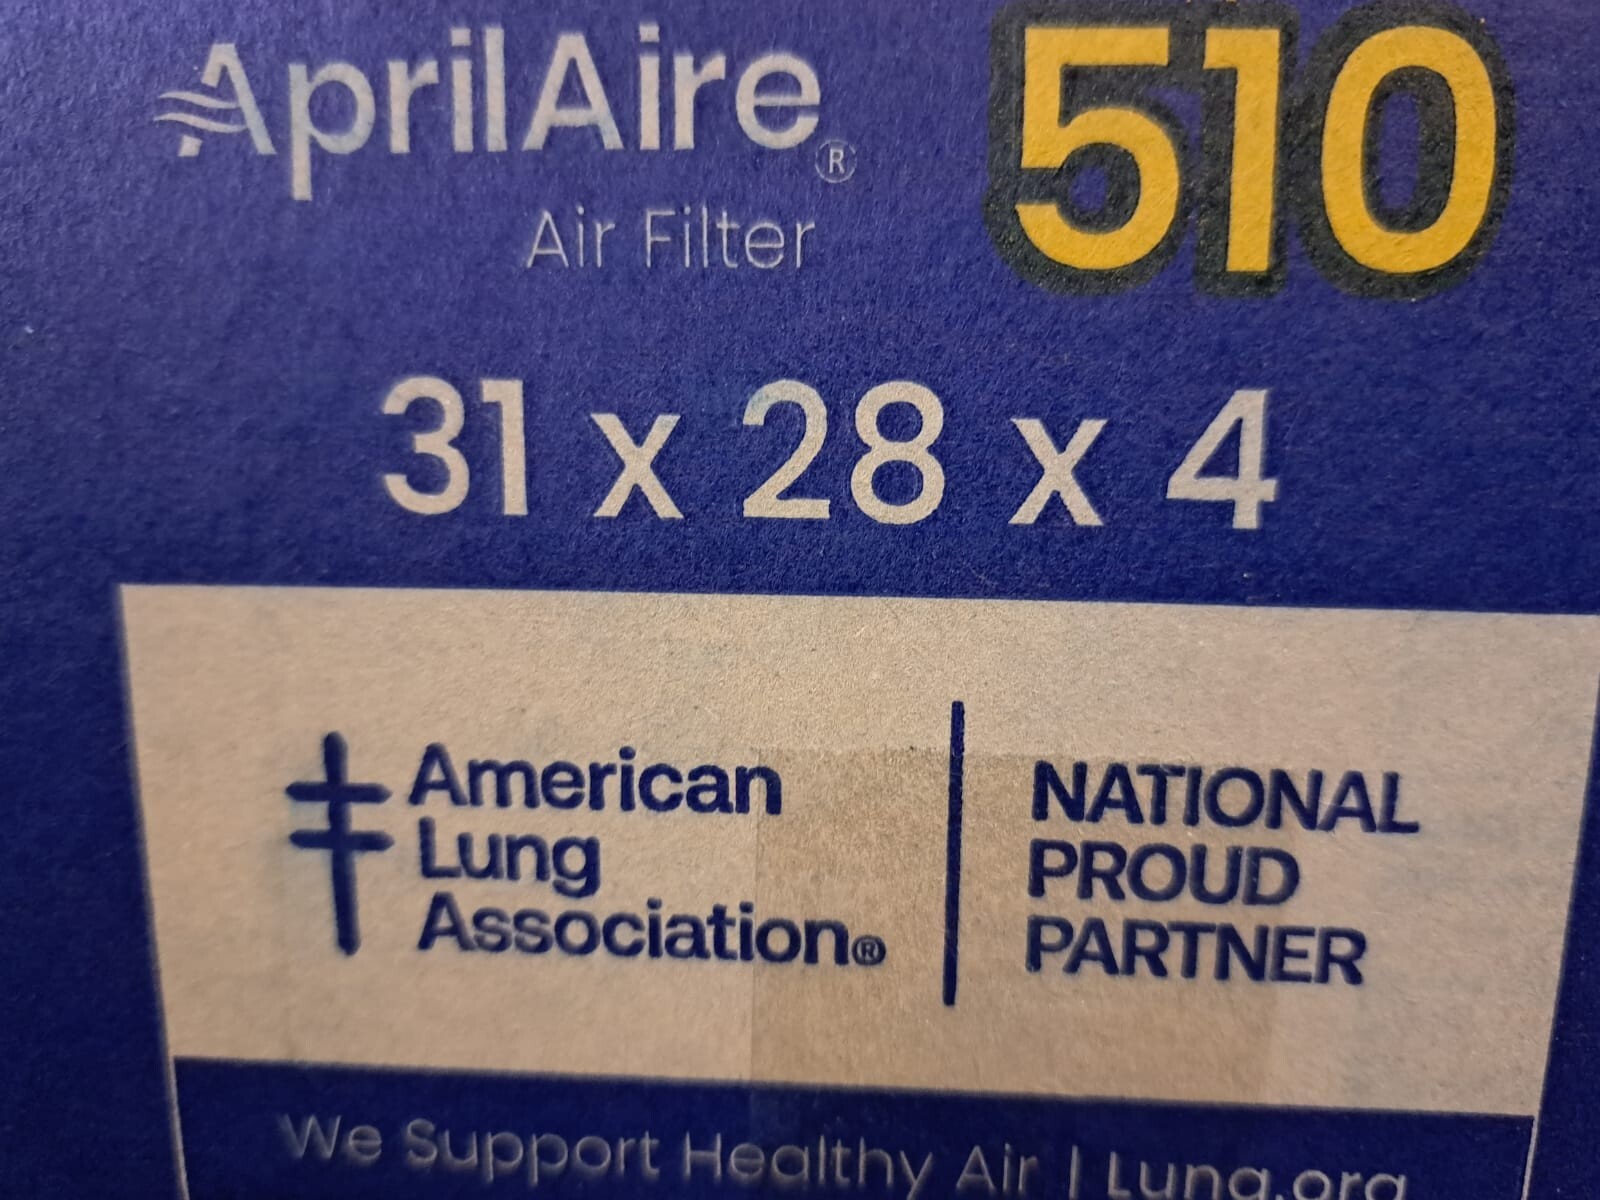 AprilAire®
510
Air Filter
31 x 28 x 4
American
Lung
Association®
NATIONAL
PROUD
PARTNER
We Support Healthy Air | Lung.org